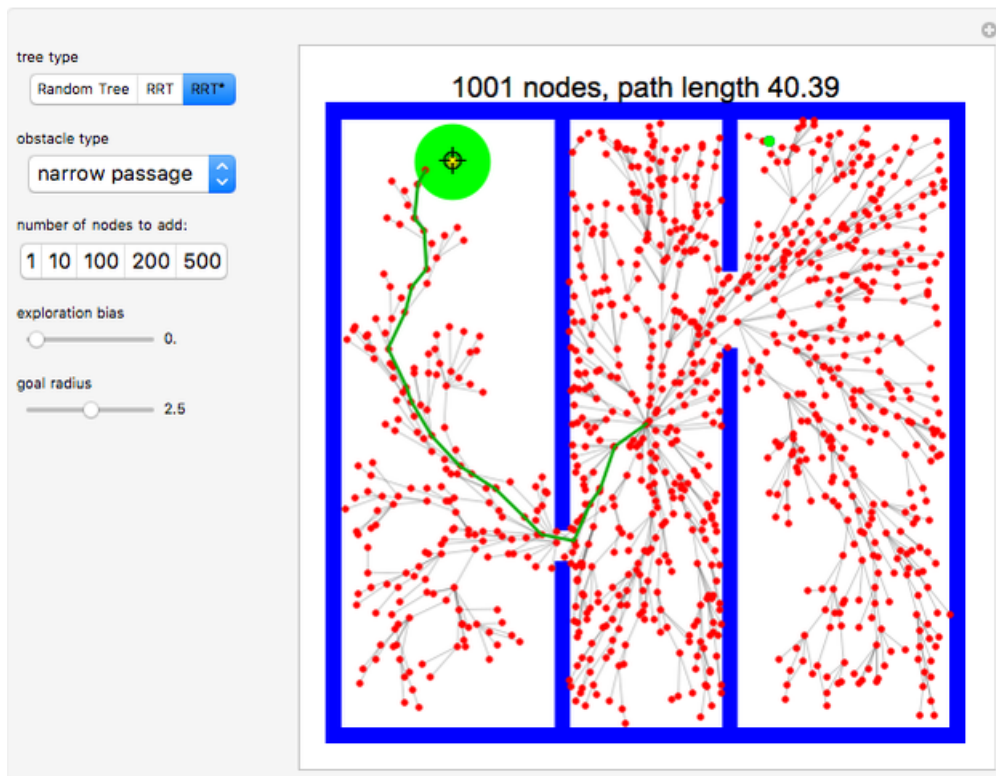 tree type
Random Tree RRT RRT*
obstacle type
narrow passage
number of nodes to add:
1 10 100 200 500
exploration bias
0.
goal radius
2.5
1001 nodes, path length 40.39